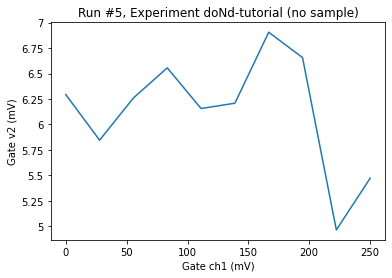 Run #5, Experiment doNd-tutorial (no sample)
7
6.75
6.5
6.25
6
5.75
5.5
5.25
5
Gate v2 (mV)
0 50 100 150 200 250
Gate ch1 (mV)